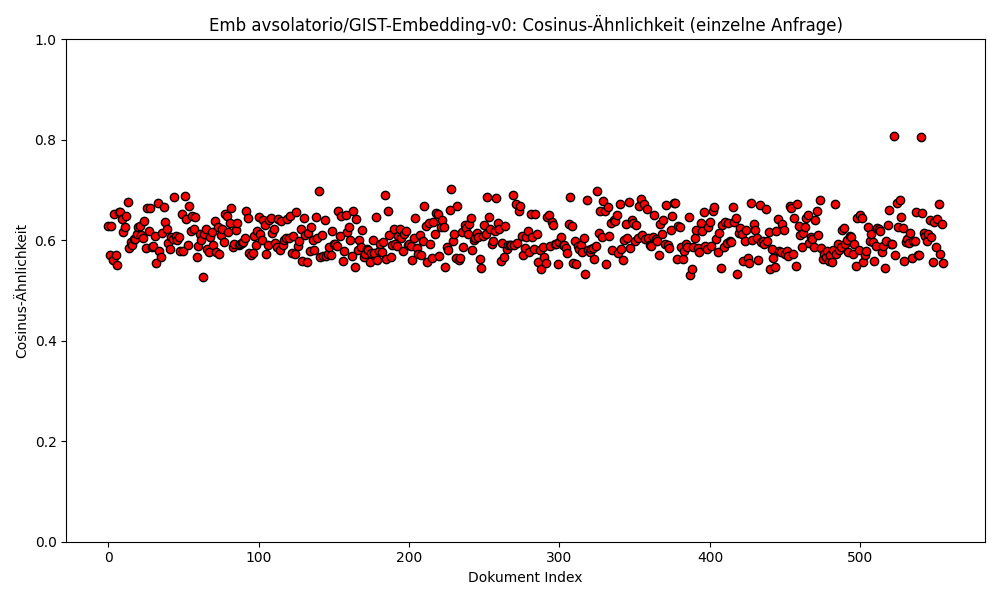 Emb avsolatorio/GIST-Embedding-v0: Cosinus-Ähnlichkeit (einzelne Anfrage)
1.0
0.8
0.6
0.4
0.2
0.0
Cosinus-Ähnlichkeit
0 100 200 300 400 500
Dokument Index